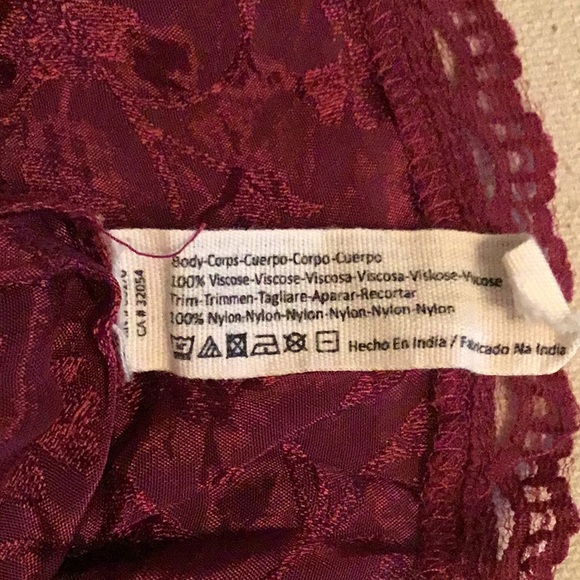 Body-Corps-Cuerpo-Corpo-Cuerpo
100% Viscose-Viscose-Viscosa-Viscosa-Viskose-Viscose
Trim-Trimmen-Tagliare-Aparar-Recortar
100% Nylon-Nylon-Nylon-Nylon-Nylon-Nylon
Hecho En India / Fabricado Na India
CA # 32054